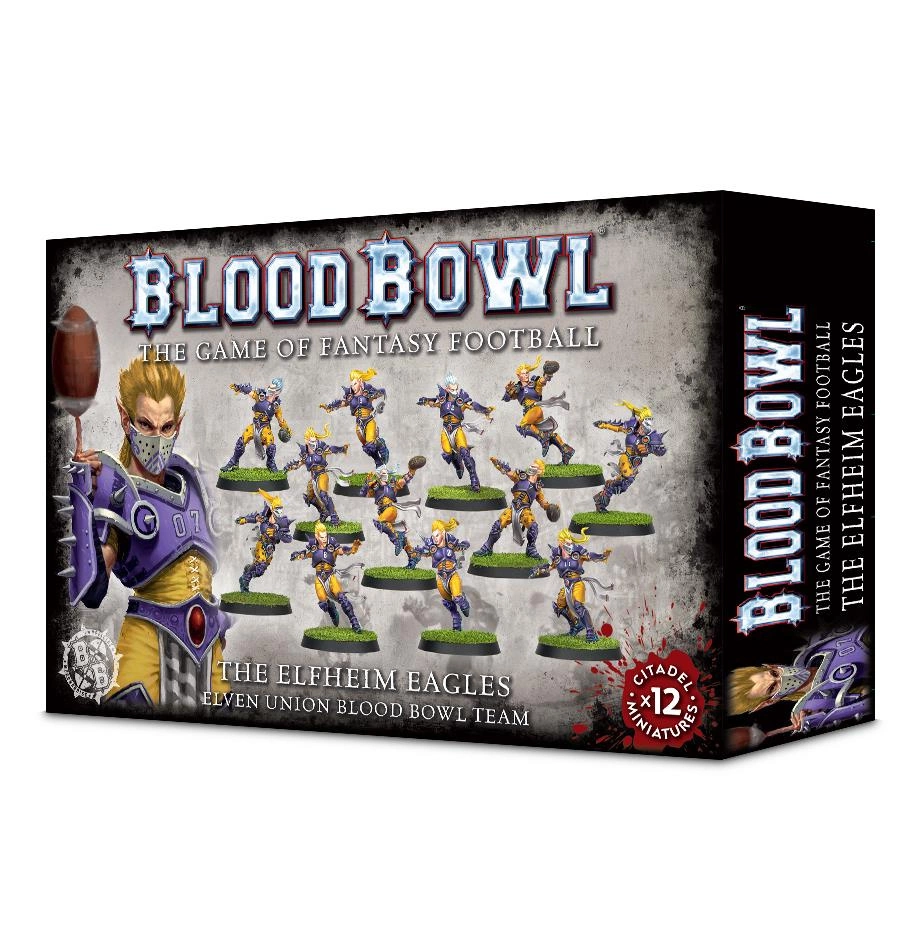 BLOOD BOWL®
THE GAME OF FANTASY FOOTBALL
07
THE ELFHEIM EAGLES
ELVEN UNION BLOOD BOWL TEAM
CITADEL
x12
MINIATURES
BLOOD BOWL®
THE GAME OF FANTASY FOOTBALL
THE ELFHEIM EAGLES